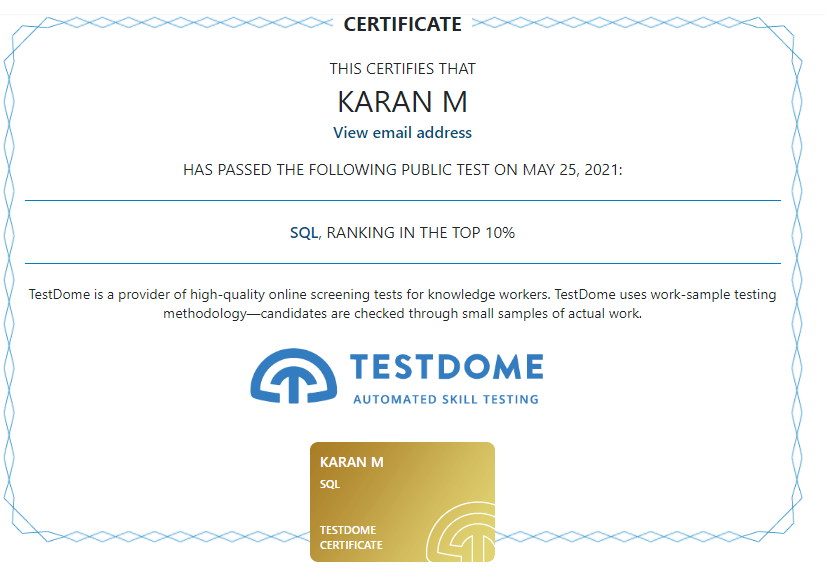 CERTIFICATE
THIS CERTIFIES THAT
KARAN M
View email address
HAS PASSED THE FOLLOWING PUBLIC TEST ON MAY 25, 2021:
SQL, RANKING IN THE TOP 10%
TestDome is a provider of high-quality online screening tests for knowledge workers. TestDome uses work-sample testing
methodology—candidates are checked through small samples of actual work.
TESTDOME
AUTOMATED SKILL TESTING
KARAN M
SQL
TESTDOME
CERTIFICATE